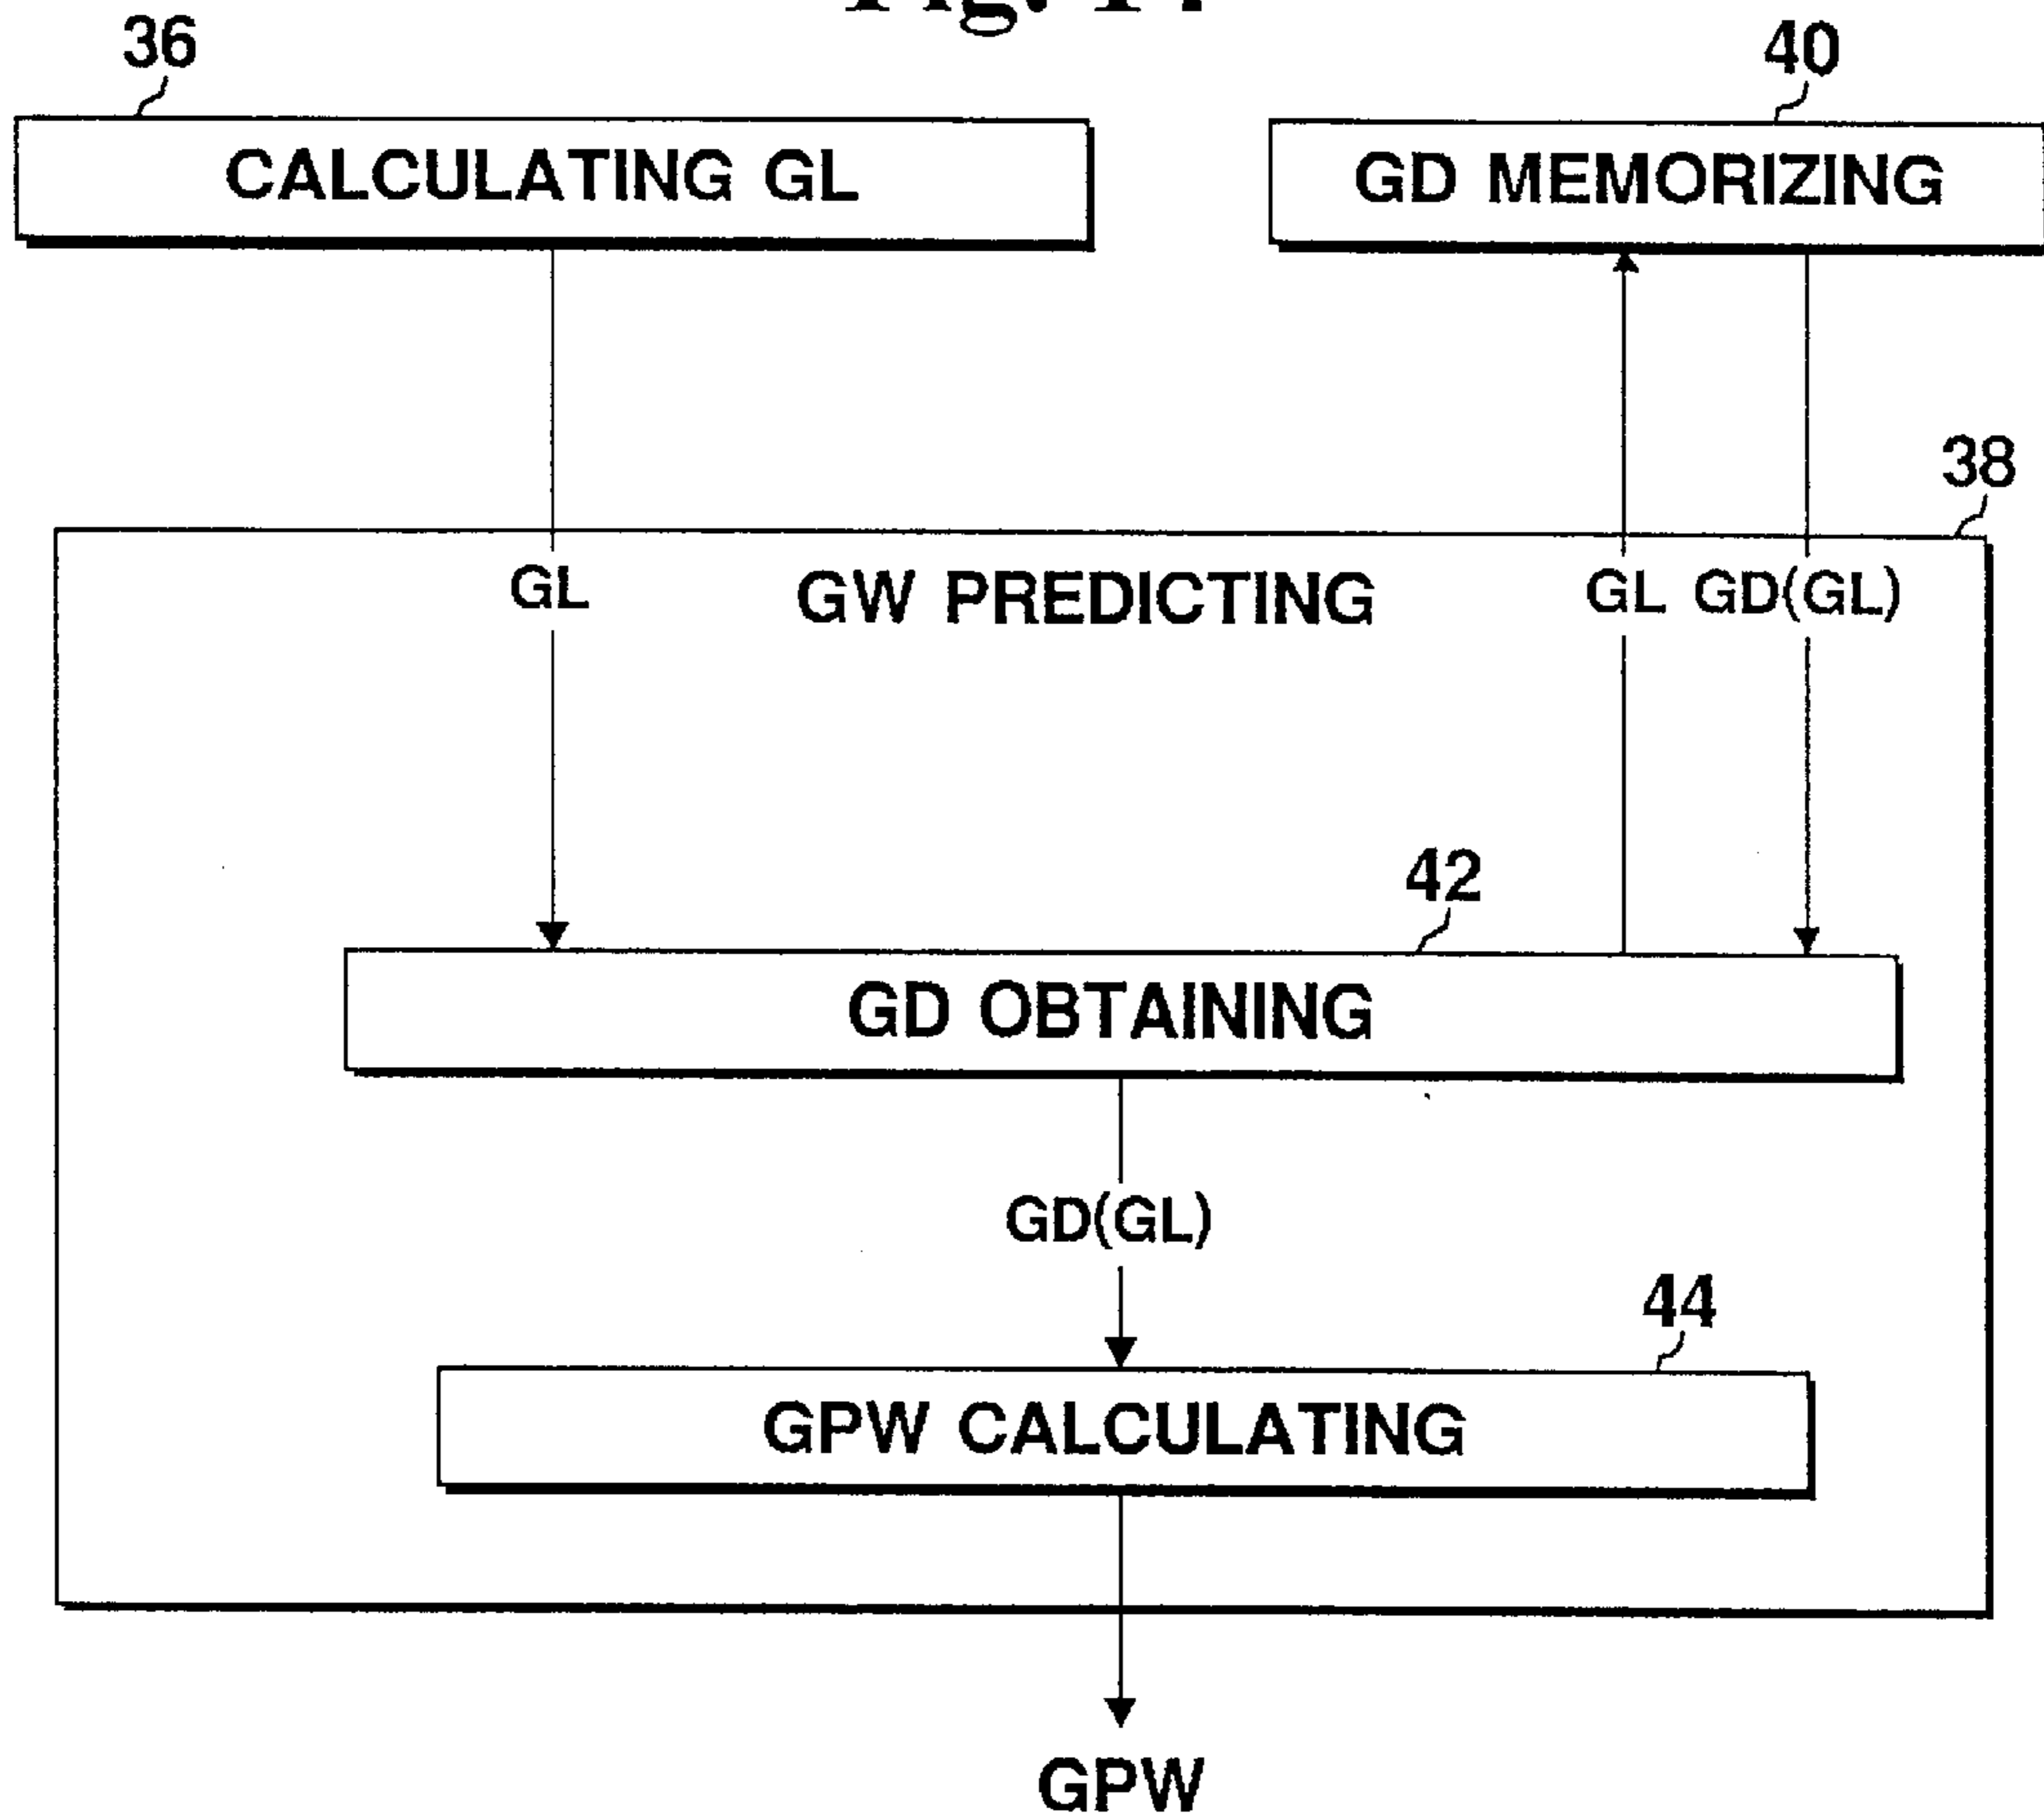 36
40
CALCULATING GL
GD MEMORIZING
38
GL
GW PREDICTING
GL GD(GL)
42
GD OBTAINING
GD(GL)
44
GPW CALCULATING
GPW